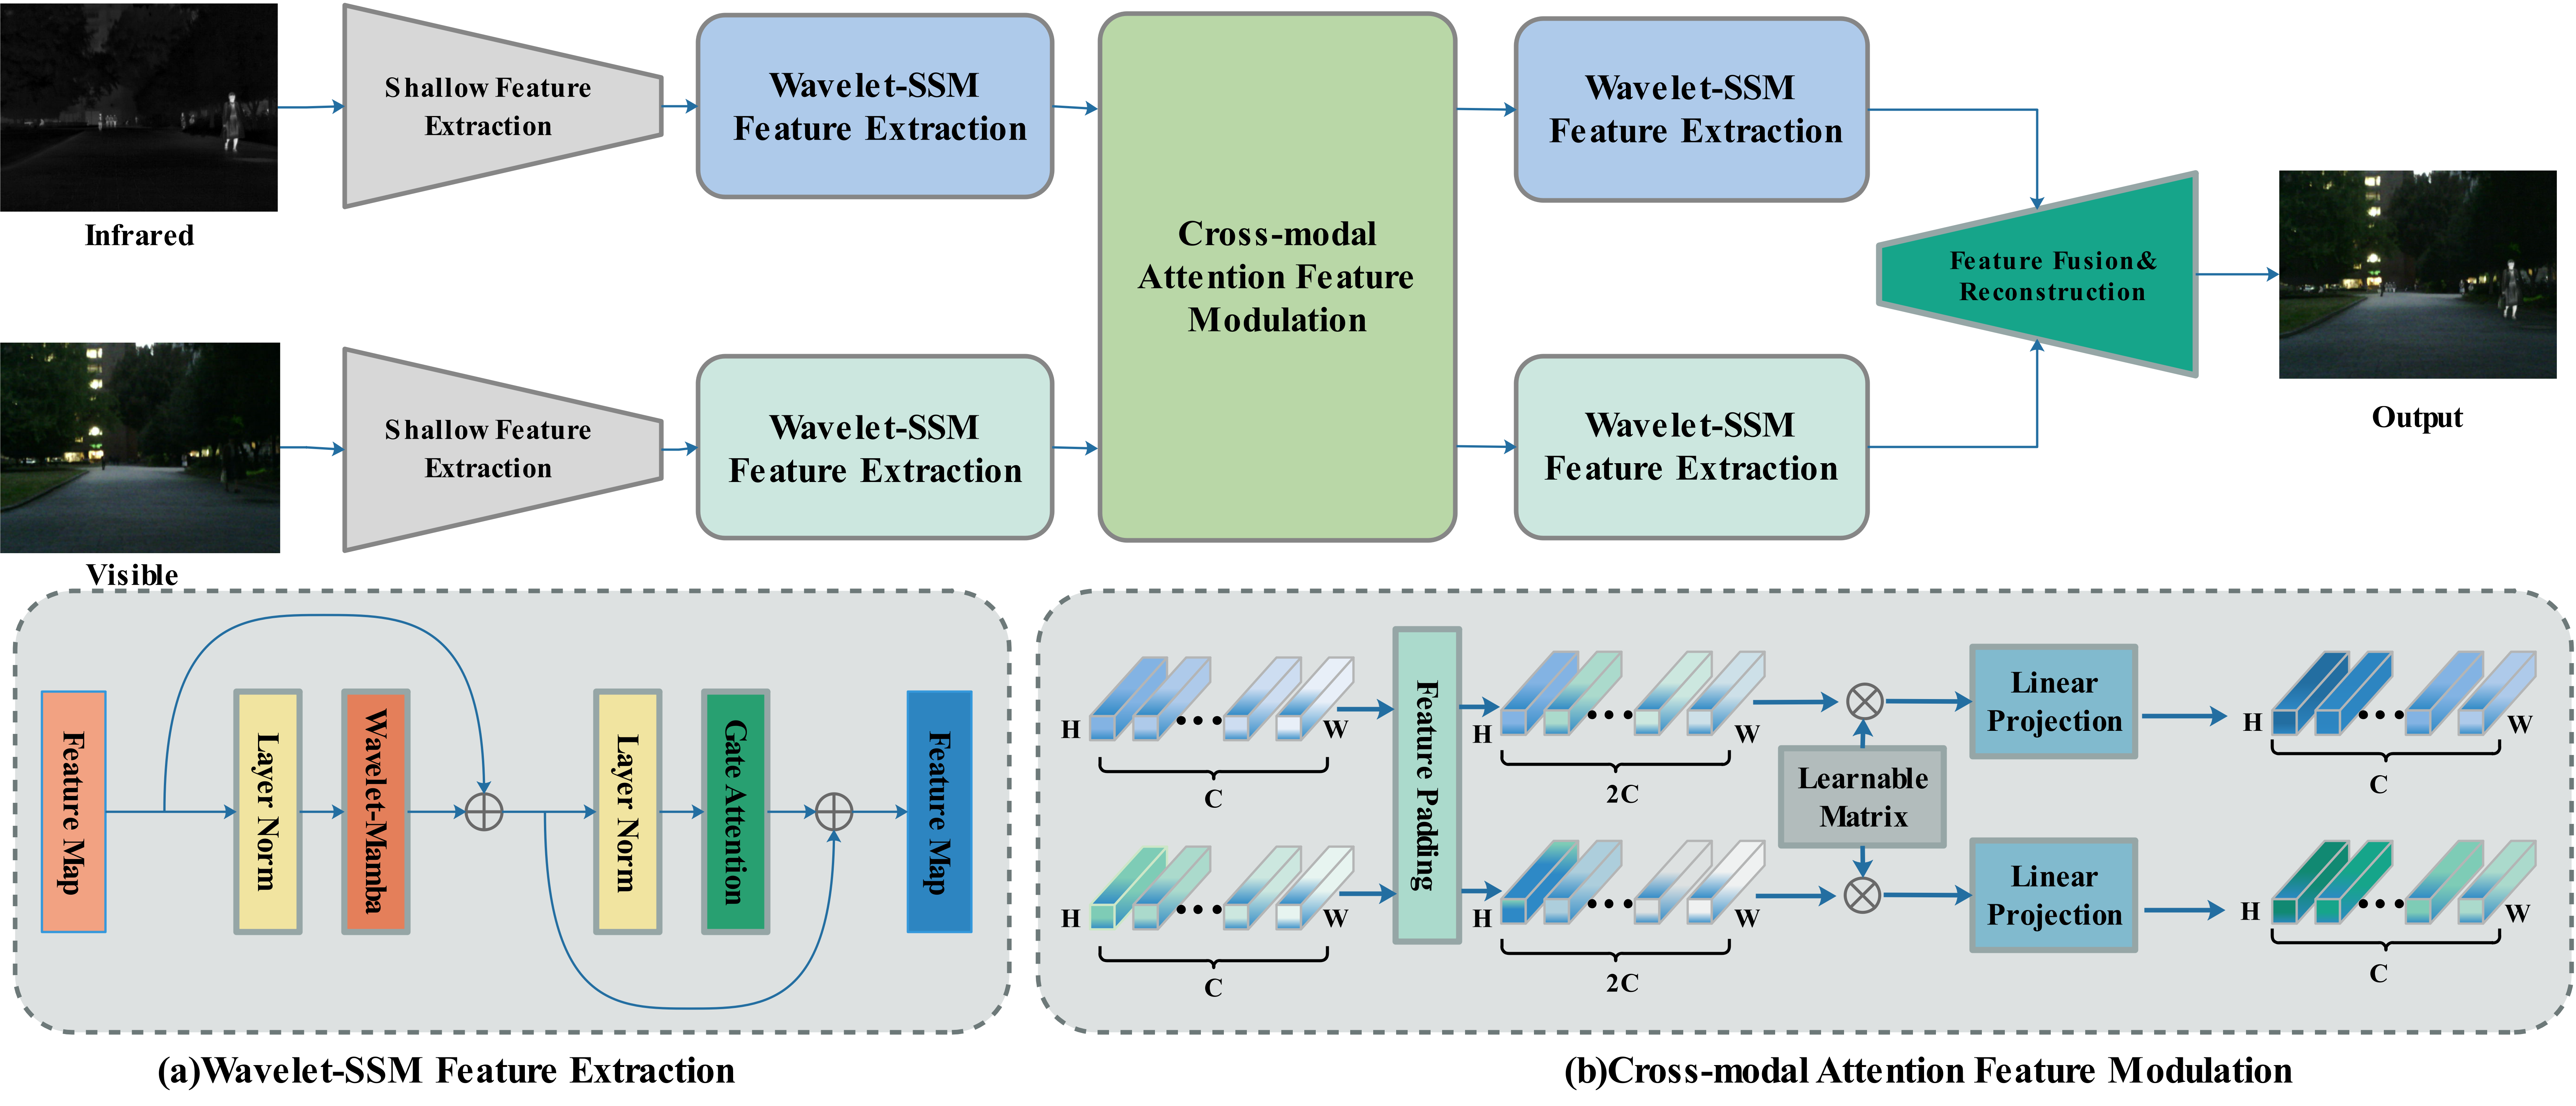 Infrared
Shallow Feature
Extraction
Wavelet-SSM
Feature Extraction
Cross-modal
Attention Feature
Modulation
Wavelet-SSM
Feature Extraction
Feature Fusion&
Reconstruction
Output
Visible
Shallow Feature
Extraction
Wavelet-SSM
Feature Extraction
Wavelet-SSM
Feature Extraction
Feature Map
Layer Norm
Wavelet-Mamba
Layer Norm
Gate Attention
Feature Map
(a)Wavelet-SSM Feature Extraction
H
W
C
H
W
C
Feature Padding
H
W
2C
H
W
2C
Learnable
Matrix
Linear
Projection
Linear
Projection
H
W
C
H
W
C
(b)Cross-modal Attention Feature Modulation